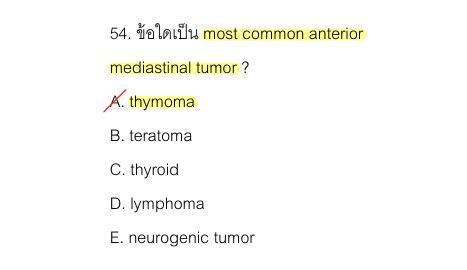 54. ข้อใดเป็น most common anterior
mediastinal tumor ?
A. thymoma
B. teratoma
C. thyroid
D. lymphoma
E. neurogenic tumor